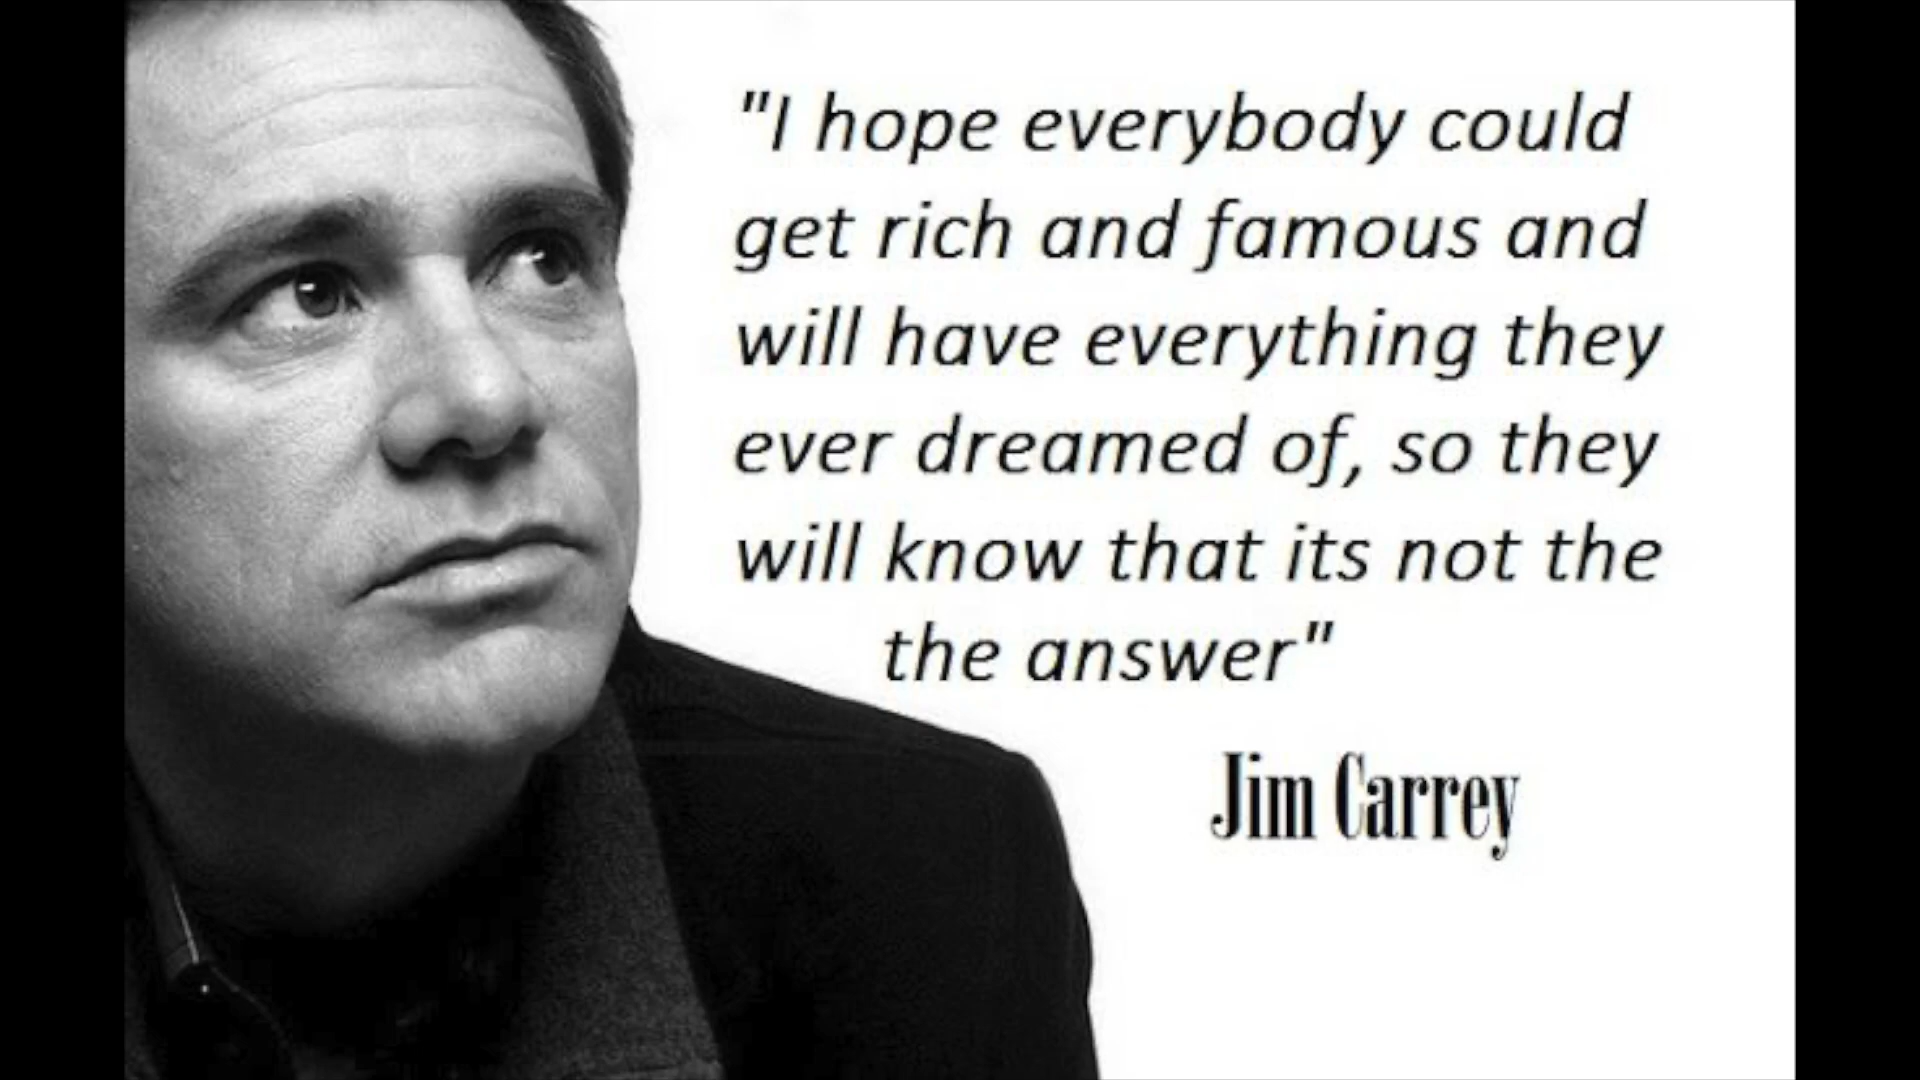 "I hope everybody could
get rich and famous and
will have everything they
ever dreamed of, so they
will know that its not the
the answer"
Jim Carrey